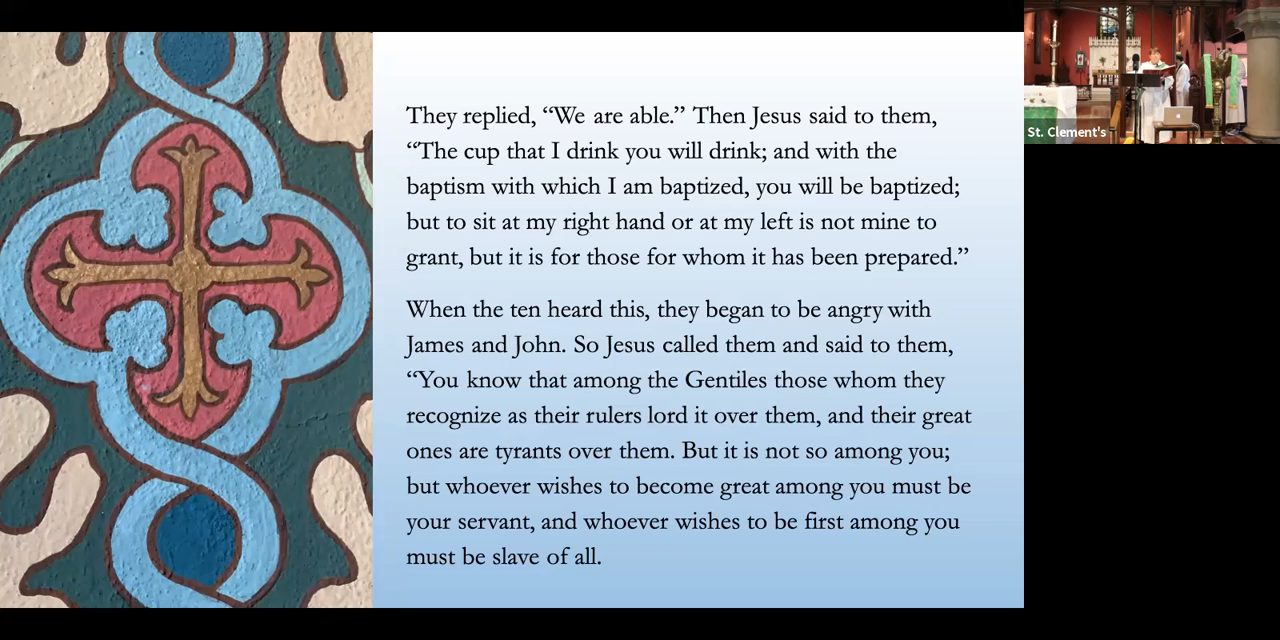 They replied, “We are able.” Then Jesus said to them,
“The cup that I drink you will drink; and with the
baptism with which I am baptized, you will be baptized;
but to sit at my right hand or at my left is not mine to
grant, but it is for those for whom it has been prepared.”
When the ten heard this, they began to be angry with
James and John. So Jesus called them and said to them,
“You know that among the Gentiles those whom they
recognize as their rulers lord it over them, and their great
ones are tyrants over them. But it is not so among you;
but whoever wishes to become great among you must be
your servant, and whoever wishes to be first among you
must be slave of all.
St. Clement's